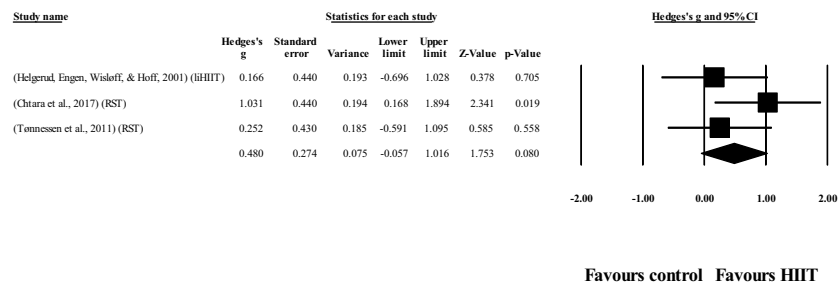 Study name Statistics for each study Hedges's g and 95% CI
Hedges's Standard Lower Upper
g error Variance limit limit Z-Value p-Value
(Helgerud, Engen, Wisløff, & Hoff, 2001) (liHIIT) 0.166 0.440 0.193 -0.696 1.028 0.378 0.705
(Chtara et al., 2017) (RST) 1.031 0.440 0.194 0.168 1.894 2.341 0.019
(Tønnessen et al., 2011) (RST) 0.252 0.430 0.185 -0.591 1.095 0.585 0.558
0.480 0.274 0.075 -0.057 1.016 1.753 0.080
-2.00 -1.00 0.00 1.00 2.00
Favours control Favours HIIT